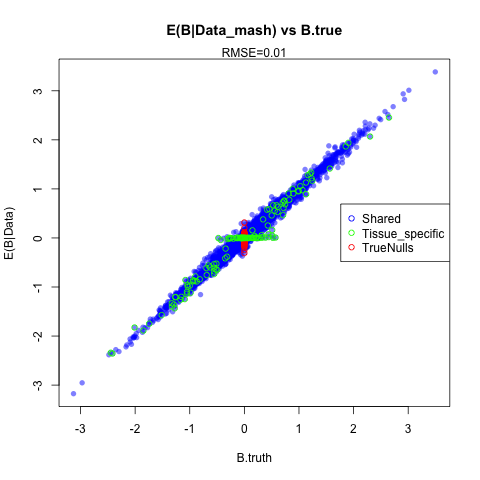 E(B|Data_mash) vs B.true
RMSE=0.01
E(B|Data)
3
2
1
0
-1
-2
-3
Shared
Tissue_specific
TrueNulls
-3 -2 -1 0 1 2 3
B.truth